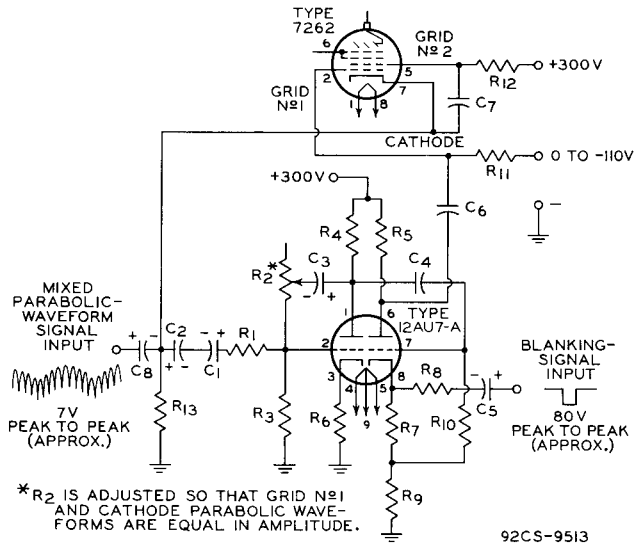 TYPE
7262
GRID
Nº2
6
2
5
7
1
8
R12
+300V
C7
GRID
Nº1
CATHODE
R11
0 TO -110V
+300V
C6
-
R4
R5
R2*
C3
- +
C4
MIXED
PARABOLIC-
WAVEFORM
SIGNAL
INPUT
1
6
TYPE
12AU7-A
+ -
C8
C2
+ -
- +
C1
R1
2
7
BLANKING-
SIGNAL
INPUT
3
4
5
8
9
R8
- +
C5
7V
PEAK TO PEAK
(APPROX.)
R13
R3
R6
R7
R10
80V
PEAK TO PEAK
(APPROX.)
R9
*R2 IS ADJUSTED SO THAT GRID Nº1
AND CATHODE PARABOLIC WAVE-
FORMS ARE EQUAL IN AMPLITUDE.
92CS-9513